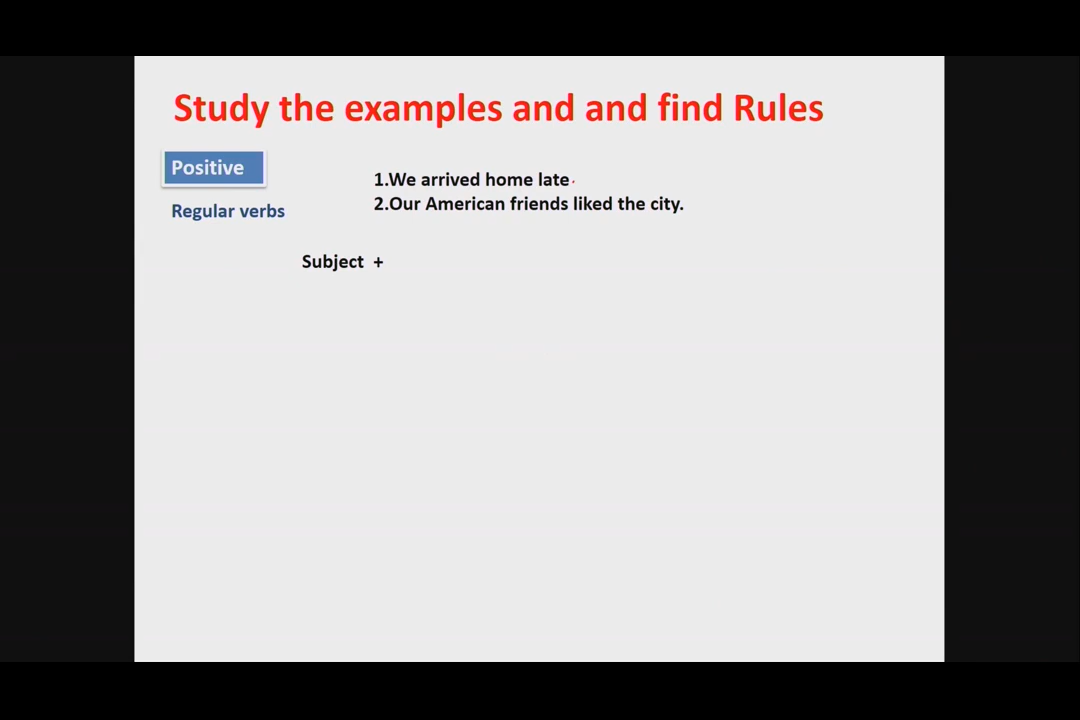 Study the examples and and find Rules
Positive
1.We arrived home late.
Regular verbs
2.Our American friends liked the city.
Subject +